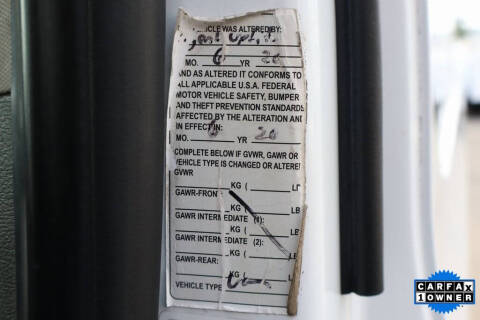 WAS ALTERED BY:
MO. 6 YR 20
AND AS ALTERED IT CONFORMS TO
ALL APPLICABLE U.S.A. FEDERAL
MOTOR VEHICLE SAFETY, BUMPER
AND THEFT PREVENTION STANDARDS
AFFECTED BY THE ALTERATION AND
IN EFFECT IN:
MO. 6 YR 20
COMPLETE BELOW IF GVWR, GAWR OR
VEHICLE TYPE IS CHANGED OR ALTERE
GVWR
KG ( LB
GAWR-FRONT
KG ( LB
GAWR INTERMEDIATE (1):
KG ( LB
GAWR INTERMEDIATE (2):
KG ( LB
GAWR-REAR:
KG (
VEHICLE TYPE
CARFAX
1 OWNER